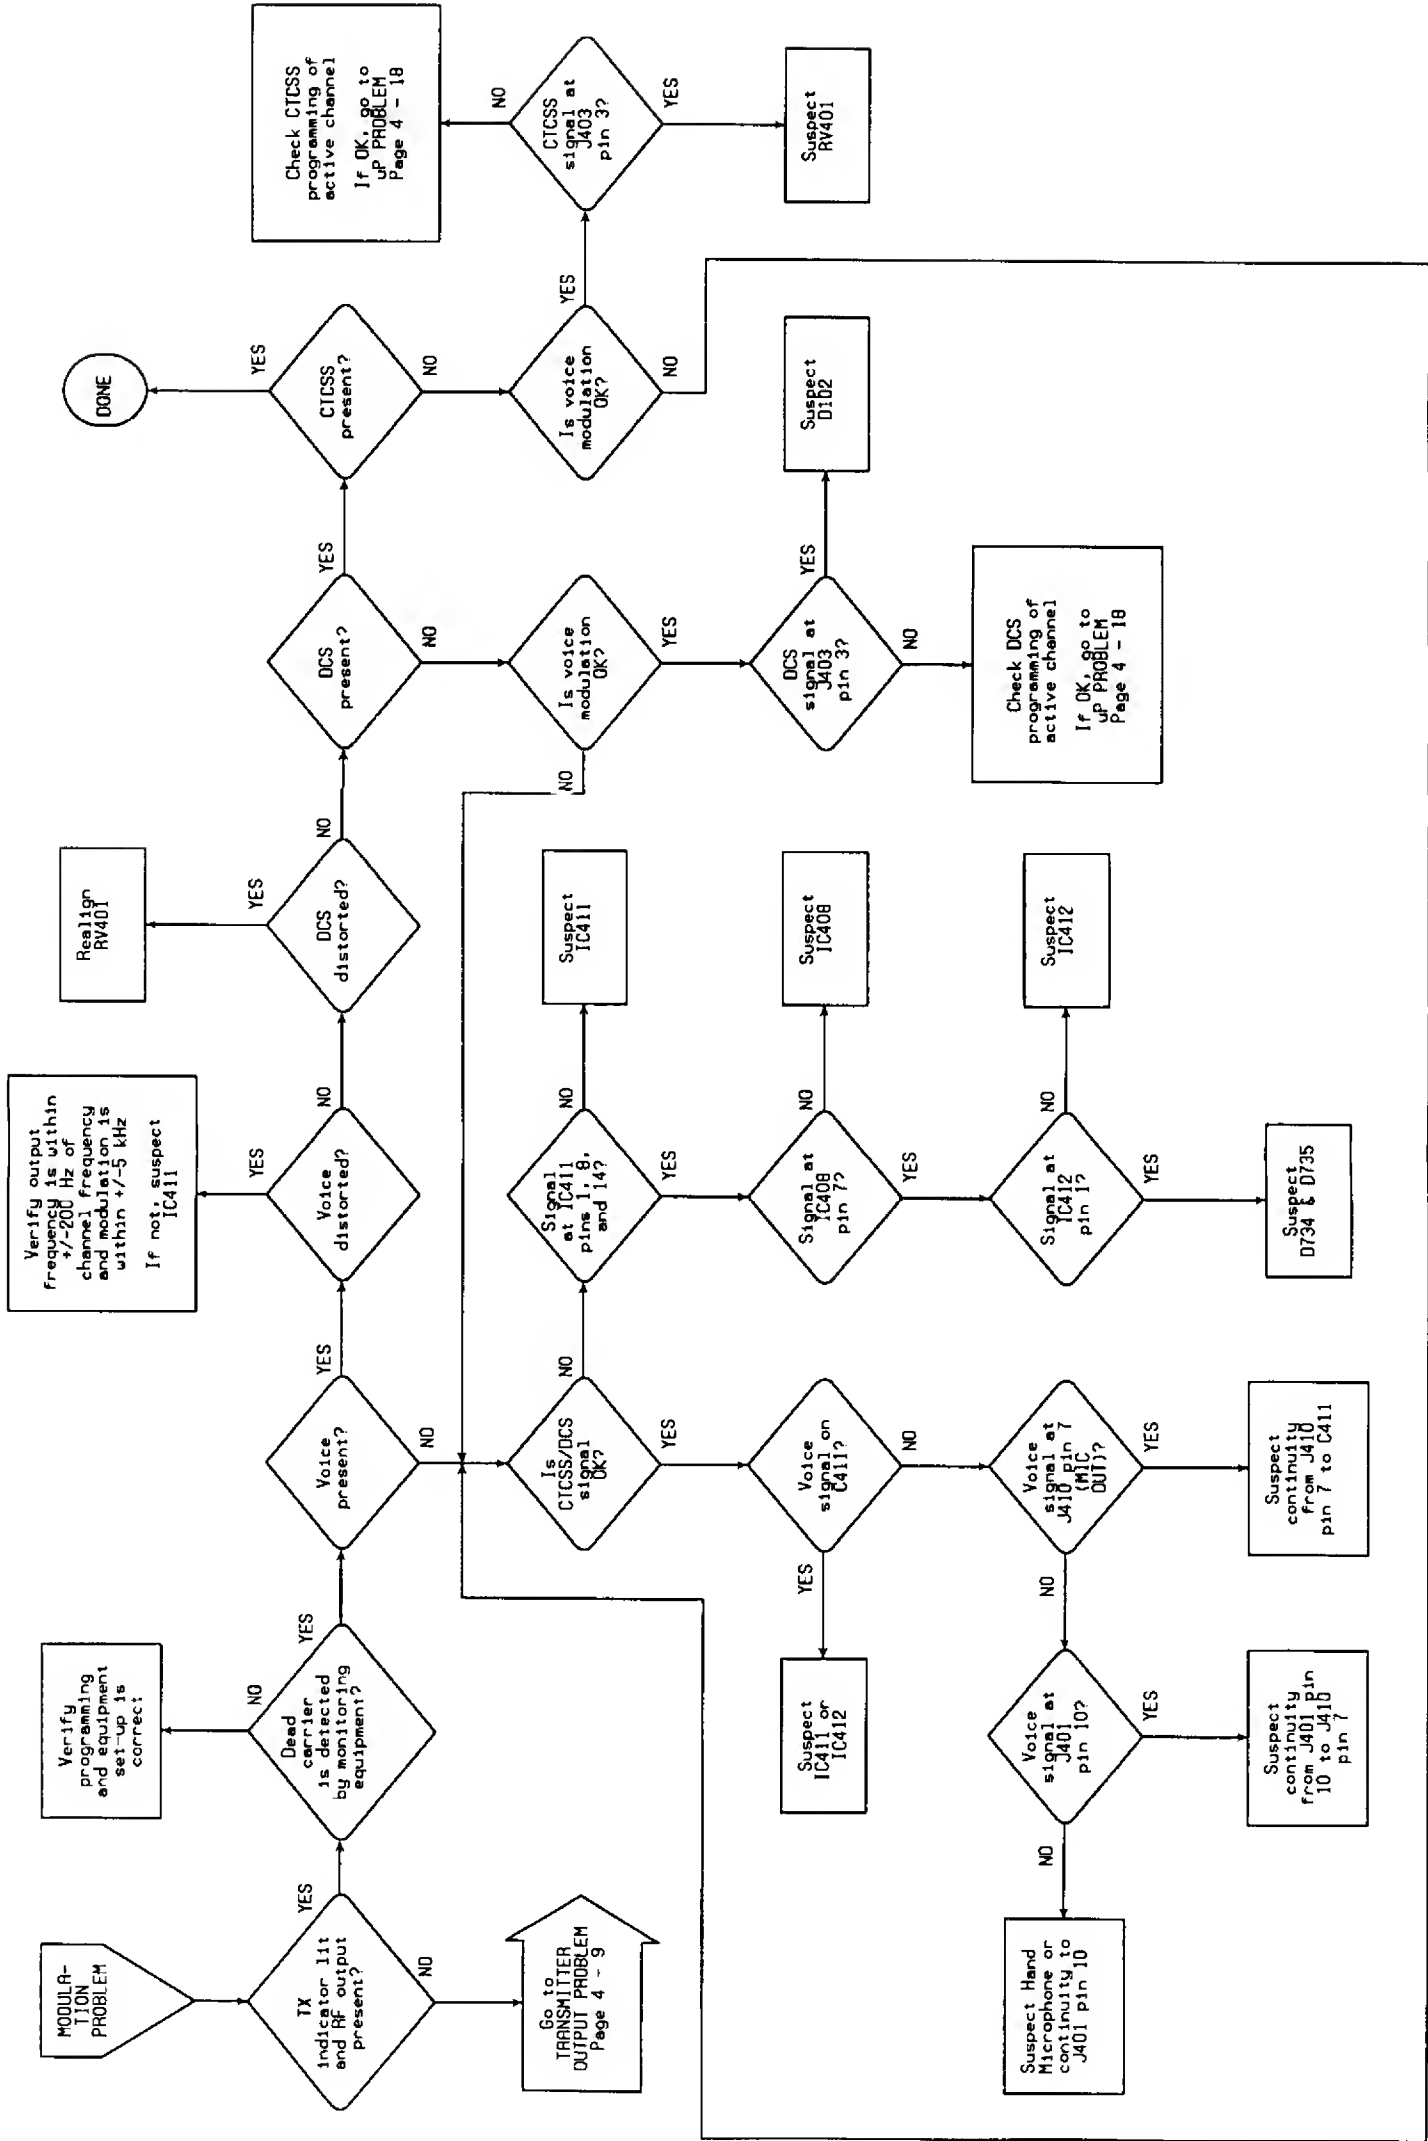 MODULA-
TION
PROBLEM
TX
indicator lit
and RF output
present?
YES
NO
Go to
TRANSMITTER
OUTPUT PROBLEM
Page 4 - 9
Verify
programming
and equipment
set-up is
correct
NO
Dead
carrier
is detected
by monitoring
equipment?
YES
Voice
present?
YES
NO
Verify output
frequency is within
+/-200 Hz of
channel frequency
and modulation is
within +/-5 kHz
If not, suspect
IC411
YES
Voice
distorted?
NO
Realign
RV401
YES
DCS
distorted?
NO
DCS
present?
YES
NO
DONE
YES
CTCSS
present?
NO
Is
CTCSS/DCS
signal
OK?
NO
YES
Signal
at IC411
pins 1, 8,
and 14?
NO
YES
Suspect
IC411
Is voice
modulation
OK?
NO
YES
Is voice
modulation
OK?
YES
NO
CTCSS
signal at
J403
pin 3?
NO
YES
Check CTCSS
programming of
active channel
If OK, go to
uP PROBLEM
Page 4 - 18
Suspect
RV401
Suspect
IC411 or
IC412
YES
Voice
signal on
C411?
NO
Signal at
IC408
pin 7?
NO
YES
Suspect
IC408
DCS
signal at
J403
pin 3?
YES
NO
Suspect
D102
Suspect Hand
Microphone or
continuity to
J401 pin 10
NO
Voice
signal at
J401
pin 10?
YES
NO
Voice
signal at
J410 pin 7
(MIC
OUT)?
YES
Signal at
IC412
pin 1?
NO
YES
Suspect
IC412
Check DCS
programming of
active channel
If OK, go to
uP PROBLEM
Page 4 - 18
Suspect
continuity
from J401 pin
10 to J410
pin 7
Suspect
continuity
from J410
pin 7 to C411
Suspect
D734 & D735